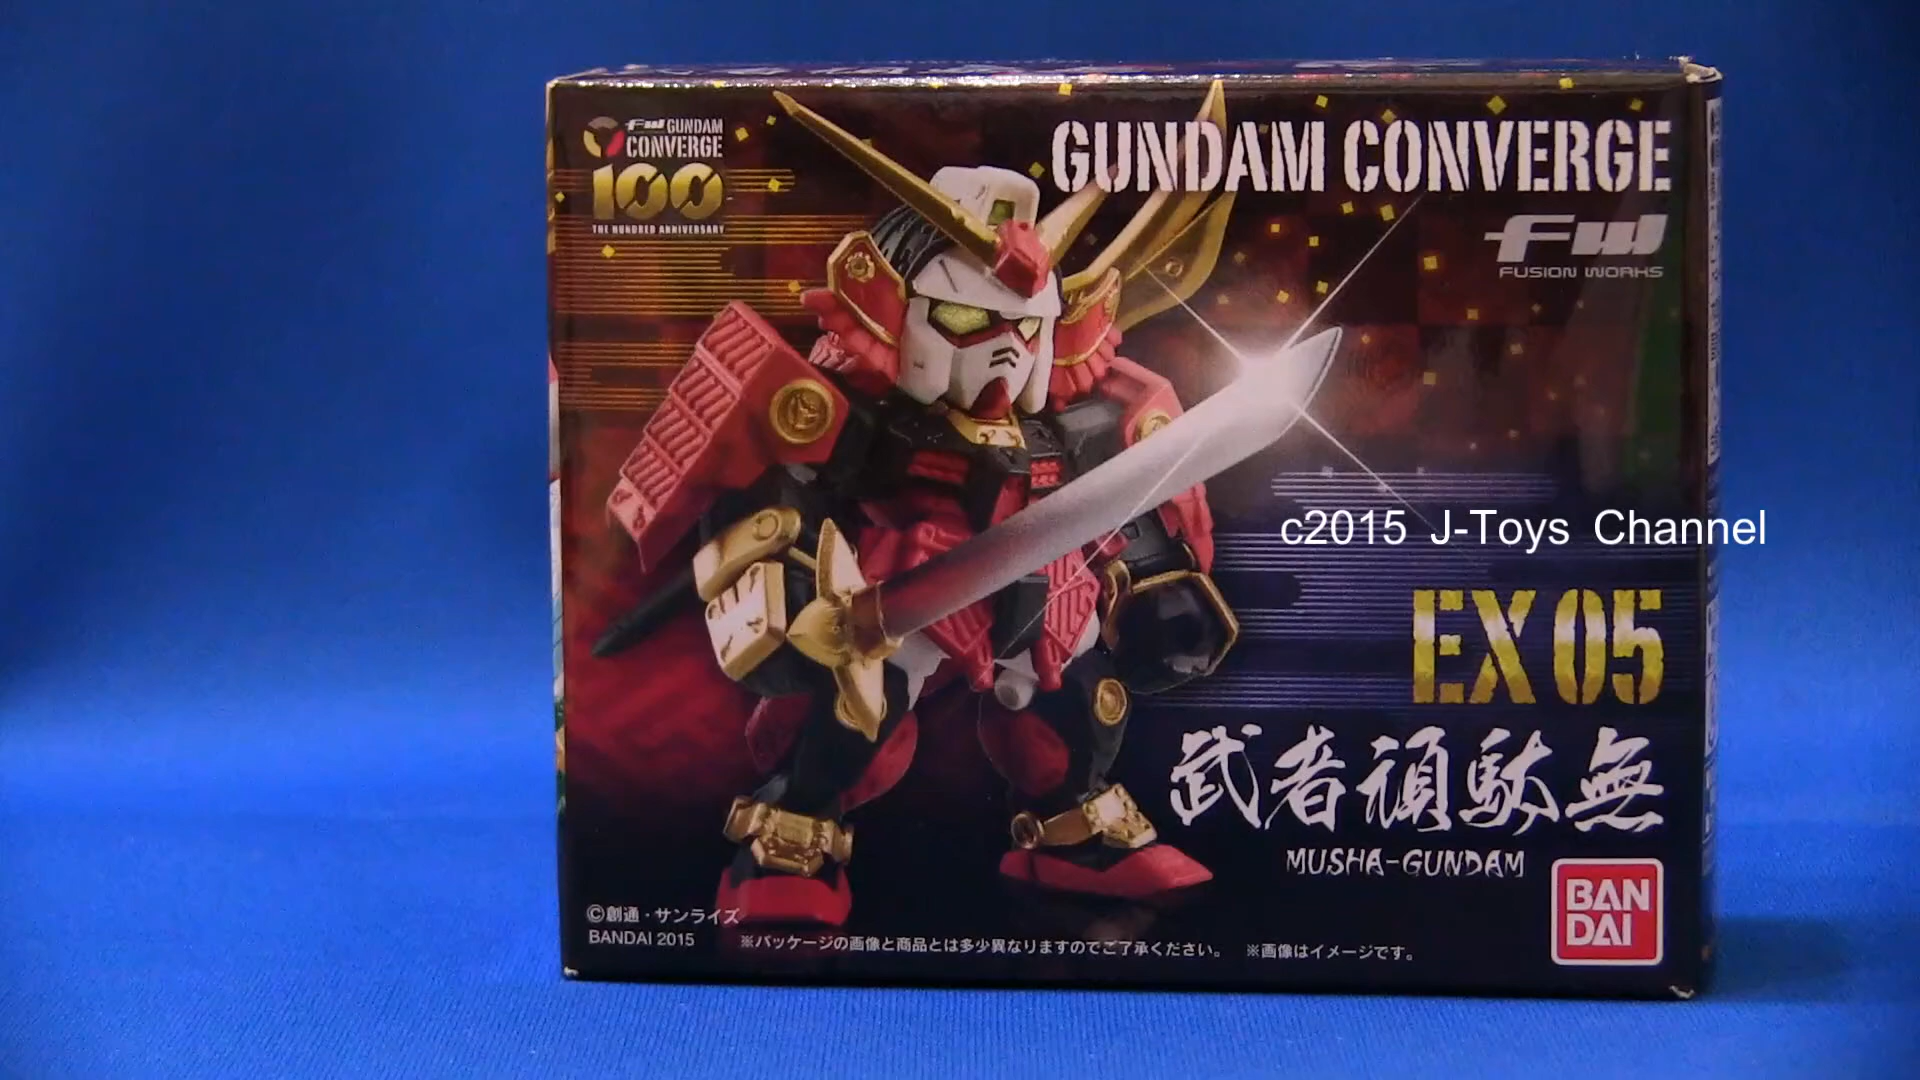 FW GUNDAM
CONVERGE
100
THE HUNDRED ANNIVERSARY
GUNDAM CONVERGE
FW
FUSION WORKS
c2015 J-Toys Channel
EX 05
武者頑駄無
MUSHA-GUNDAM
BAN
DAI
©創通・サンライズ
BANDAI 2015
※パッケージの画像と商品とは多少異なりますのでご了承ください。 ※画像はイメージです。